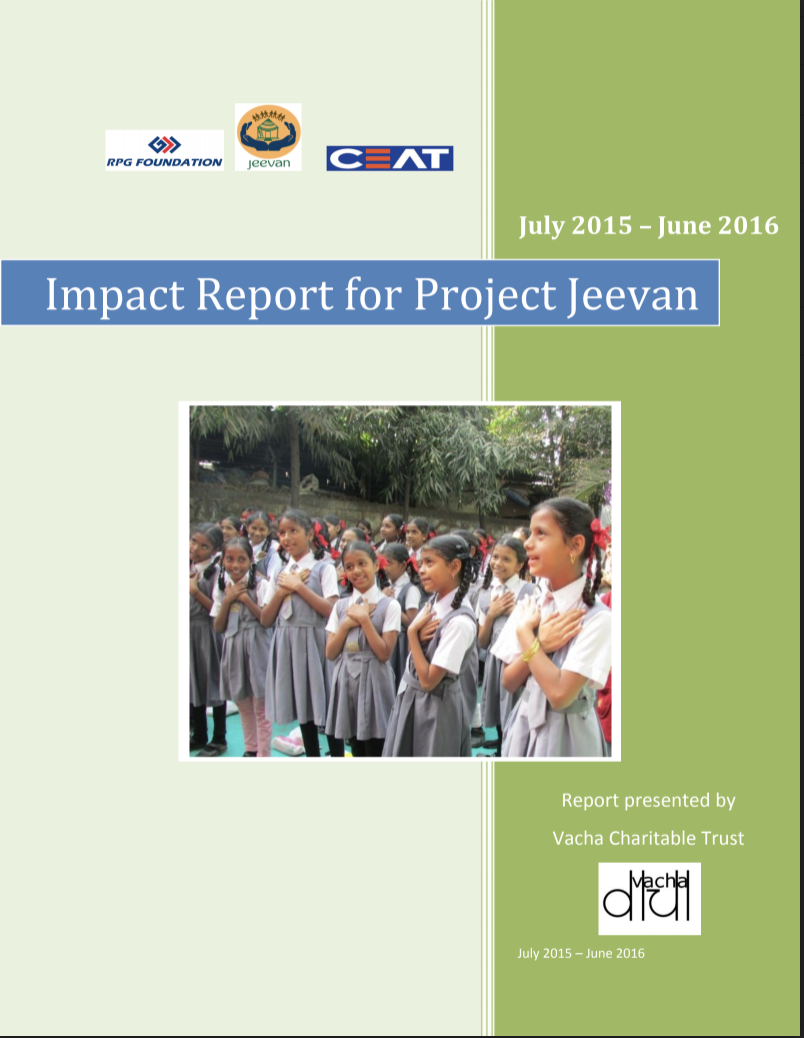 RPG FOUNDATION
jeevan
CEAT
July 2015 – June 2016
Impact Report for Project Jeevan
Report presented by
Vacha Charitable Trust
vacha
वाचा
July 2015 – June 2016